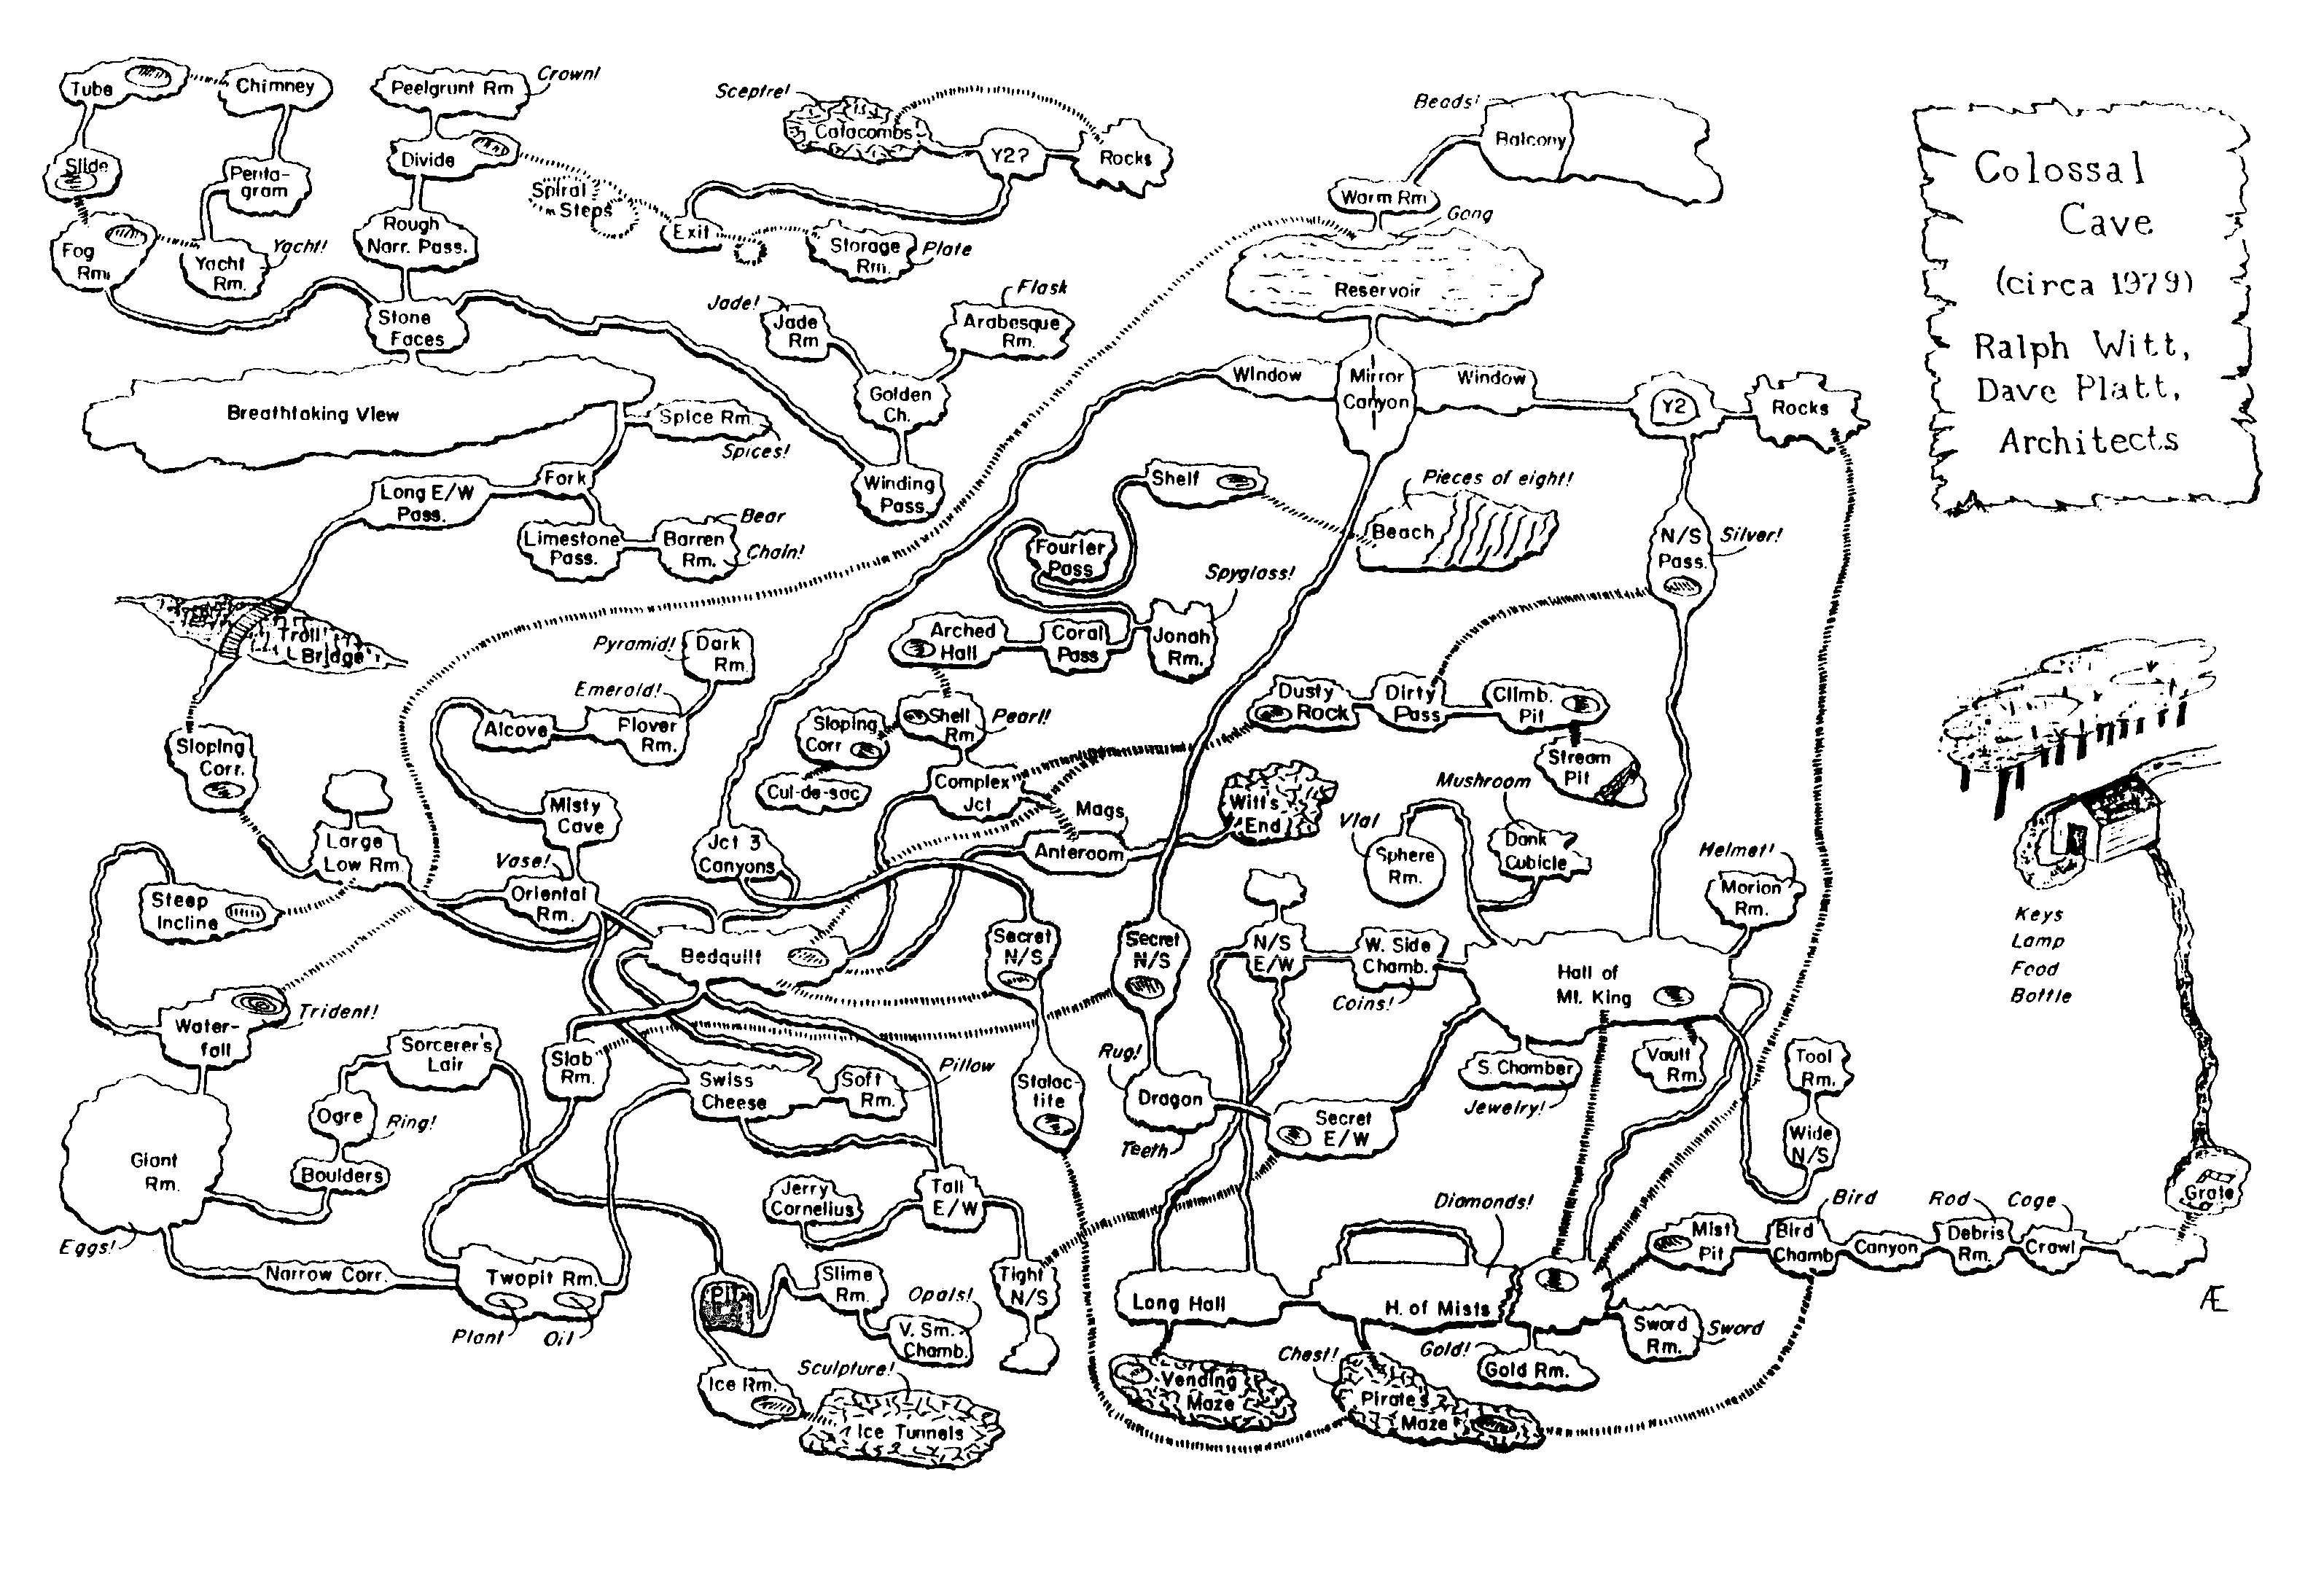 Tube
Chimney
Peelgrunt Rm
Crown!
Sceptre!
Catacombs
Y2?
Rocks
Beads!
Balcony
Colossal
Cave
(circa 1979)
Ralph Witt,
Dave Platt,
Architects
Slide
Penta-
gram
Divide
Spiral
Steps
Warm Rm
Gong
Fog
Rm.
Yacht
Rm.
Yacht!
Rough
Narr. Pass.
Exit
Storage
Rm.
Plate
Reservoir
Stone
Faces
Jade!
Jade
Rm
Flask
Arabesque
Rm.
Golden
Ch.
Window
Mirror
Canyon
Window
Y2
Rocks
Breathtaking View
Spice Rm.
Spices!
Fork
Long E/W
Pass.
Winding
Pass.
Shelf
Pieces of eight!
Beach
Limestone
Pass.
Barren
Rm.
Bear
Chain!
Fourier
Pass
N/S
Pass.
Silver!
Spyglass!
Troll
Bridge
Pyramid!
Dark
Rm.
Arched
Hall
Coral
Pass
Jonah
Rm.
Emerald!
Alcove
Plover
Rm.
Sloping
Corr
Shell
Rm
Pearl!
Dusty
Rock
Dirty
Pass
Climb.
Pit
Stream
Pit
Sloping
Corr.
Cul-de-sac
Complex
Jct
Mags
Witt's
End
Mushroom
Misty
Cave
Large
Low Rm.
Vase!
Oriental
Rm.
Jct 3
Canyons
Anteroom
Vial
Sphere
Rm.
Dank
Cubicle
Helmet!
Morion
Rm.
Steep
Incline
Bedquilt
Secret
N/S
Secret
N/S
N/S
E/W
W. Side
Chamb.
Coins!
Hall of
Mt. King
Keys
Lamp
Food
Bottle
Water-
fall
Trident!
Sorcerer's
Lair
Slab
Rm.
Swiss
Cheese
Soft
Rm.
Pillow
Stalac-
tite
Rug!
Dragon
Teeth
Secret
E/W
S. Chamber
Jewelry!
Vault
Rm.
Tool
Rm.
Wide
N/S
Ogre
Ring!
Boulders
Giant
Rm.
Eggs!
Narrow Corr.
Twopit Rm.
Plant
Oil
Jerry
Cornelius
Tall
E/W
Tight
N/S
Pit
Slime
Rm.
Opals!
V. Sm.
Chamb.
Ice Rm.
Sculpture!
Ice Tunnels
Diamonds!
Long Hall
H. of Mists
Vending
Maze
Chest!
Pirate's
Maze
Gold!
Gold Rm.
Sword
Rm.
Sword
Mist
Pit
Bird
Bird
Chamb
Canyon
Rod
Debris
Rm.
Cage
Crawl
Grate
Æ